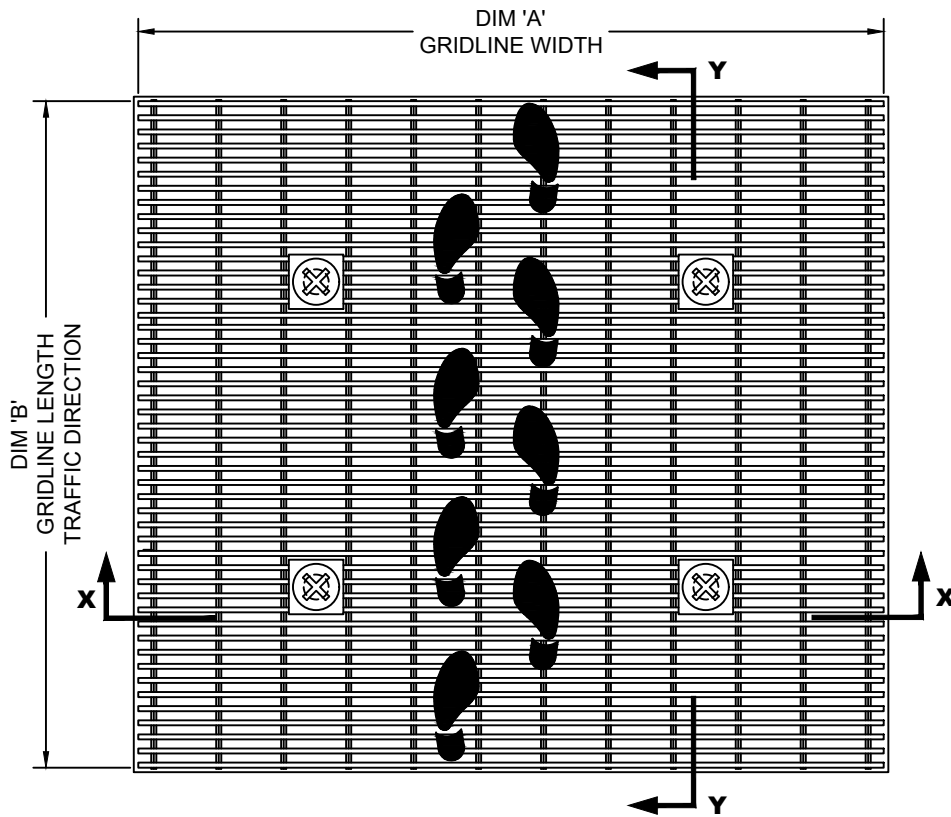 DIM 'A'
GRIDLINE WIDTH
Y
DIM 'B'
GRIDLINE LENGTH
TRAFFIC DIRECTION
X
X
Y